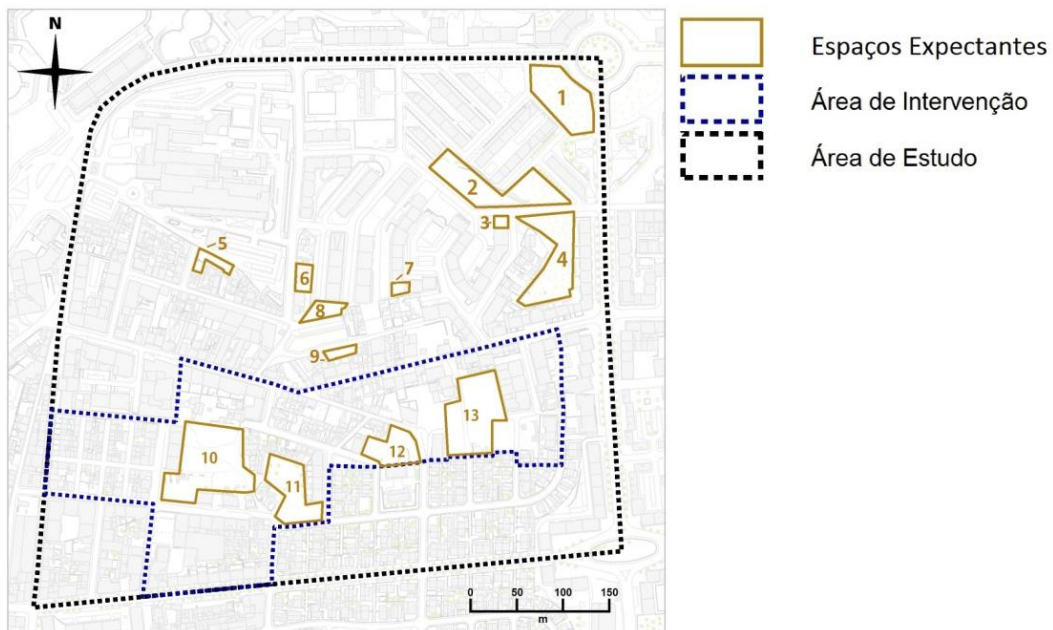 N
Espaços Expectantes
Área de Intervenção
Área de Estudo
1
2
3
4
5
6
7
8
9
10
11
12
13
0 50 100 150
m